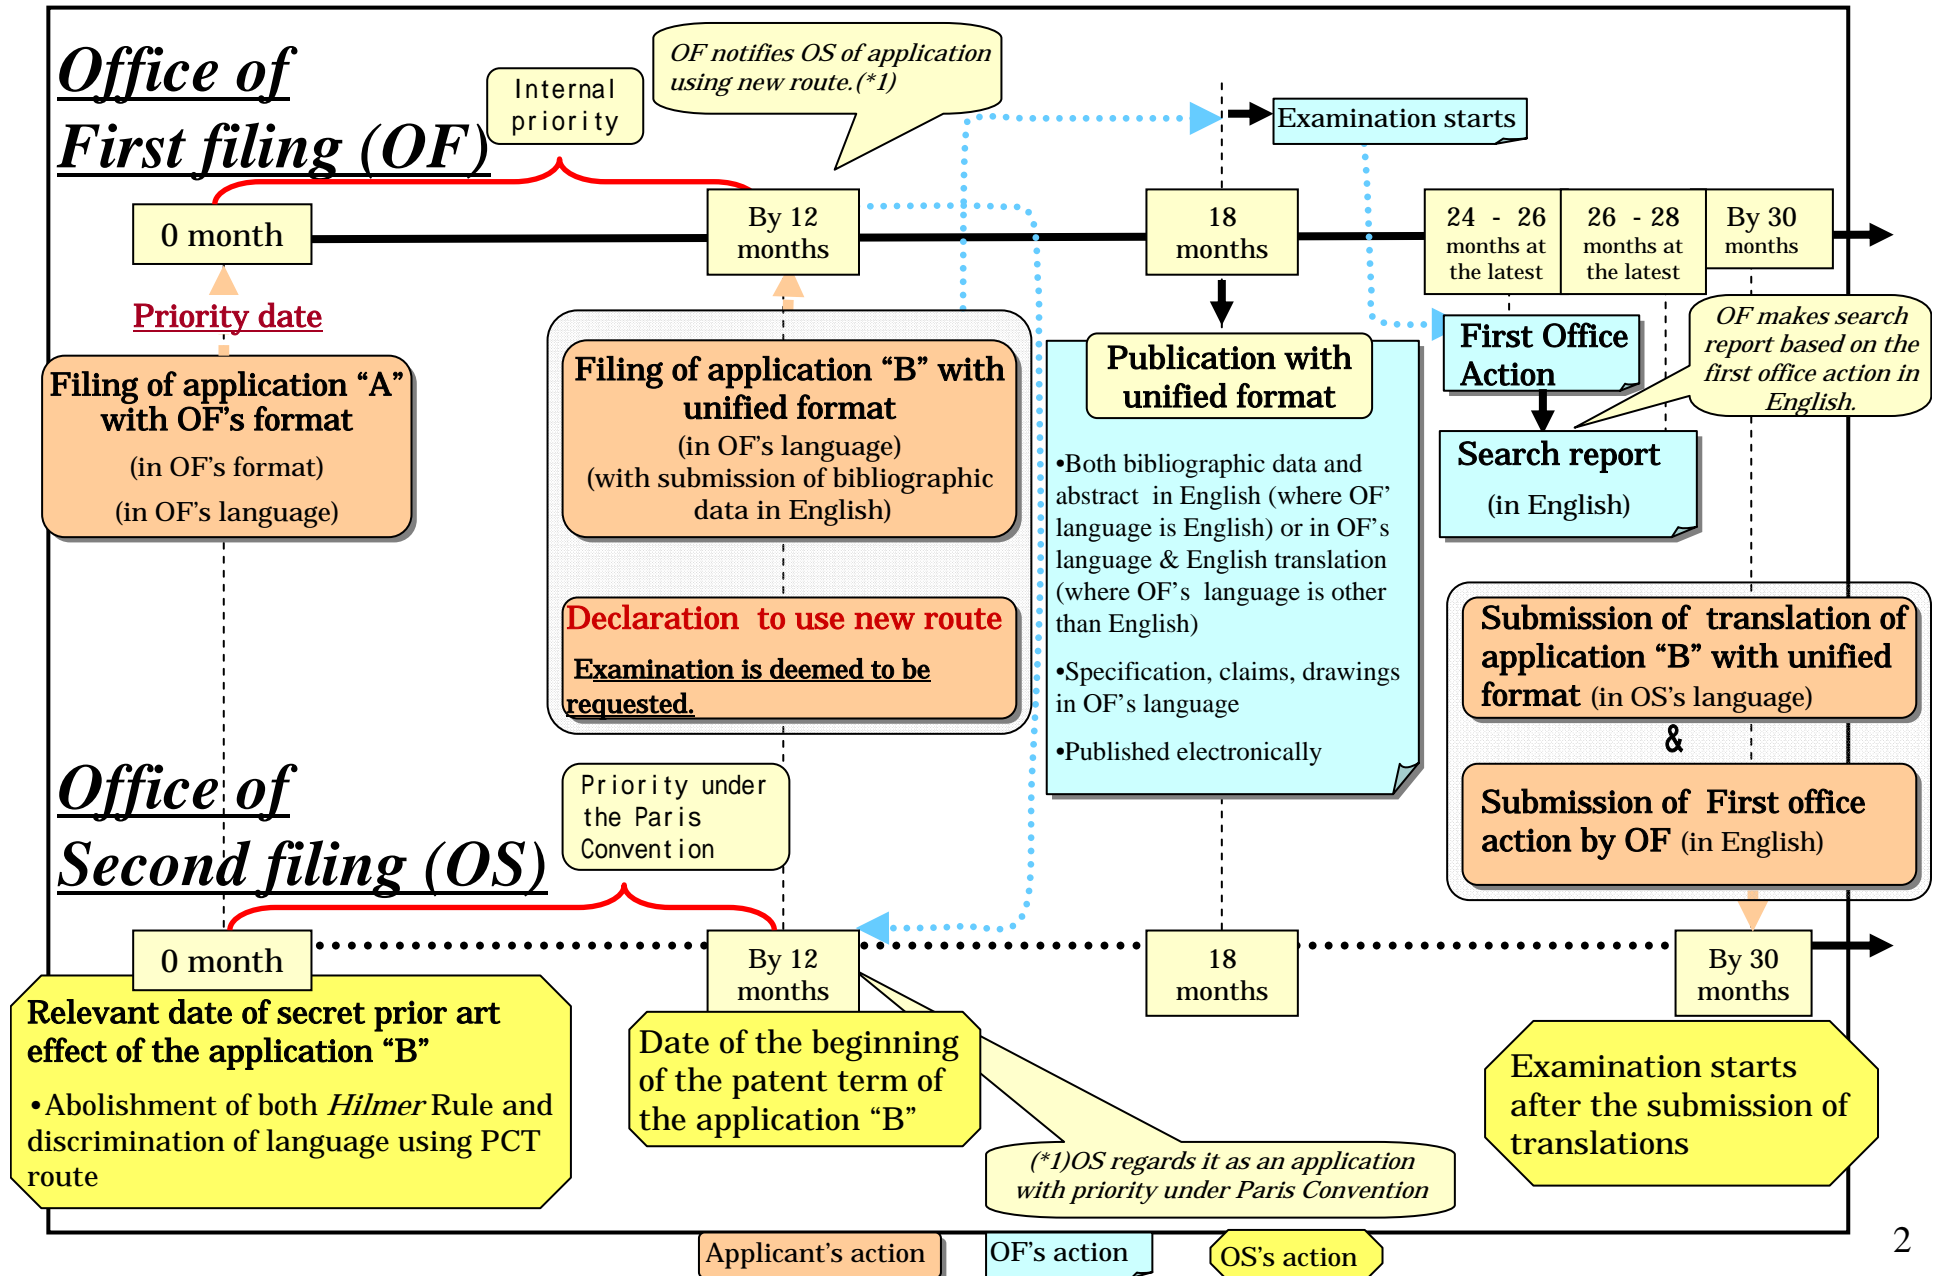 Office of
First filing (OF)
Internal
priority
OF notifies OS of application
using new route.(*1)
Examination starts
0 month
By 12
months
18
months
24 - 26
months at
the latest
26 - 28
months at
the latest
By 30
months
Priority date
Filing of application “A”
with OF's format
(in OF's format)
(in OF's language)
Filing of application “B” with
unified format
(in OF's language)
(with submission of bibliographic
data in English)
Declaration to use new route
Examination is deemed to be
requested.
Publication with
unified format
•Both bibliographic data and
abstract in English (where OF’
language is English) or in OF’s
language & English translation
(where OF’s language is other
than English)
•Specification, claims, drawings
in OF’s language
•Published electronically
First Office
Action
OF makes search
report based on the
first office action in
English.
Search report
(in English)
Submission of translation of
application “B” with unified
format (in OS's language)
&
Submission of First office
action by OF (in English)
Office of
Second filing (OS)
Priority under
the Paris
Convention
0 month
By 12
months
18
months
By 30
months
Relevant date of secret prior art
effect of the application “B”
•Abolishment of both Hilmer Rule and
discrimination of language using PCT
route
Date of the beginning
of the patent term of
the application “B”
(*1)OS regards it as an application
with priority under Paris Convention
Examination starts
after the submission of
translations
Applicant's action
OF's action
OS's action
2